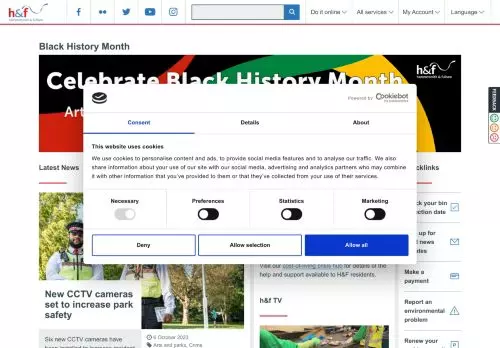 h&f
hammersmith & fulham
Do it online
All services
My Account
Language
Black History Month
Celebrate Black History Month
h&f
hammersmith & fulham
Art
FEEDBACK
Powered by Cookiebot
Consent
Details
About
This website uses cookies
We use cookies to personalise content and ads, to provide social media features and to analyse our traffic. We also
share information about your use of our site with our social media, advertising and analytics partners who may combine
it with other information that you've provided to them or that they've collected from your use of their services.
Necessary
Preferences
Statistics
Marketing
Deny
Allow selection
Allow all
Latest News
New CCTV cameras
set to increase park
safety
Six new CCTV cameras have
6 October 2023
Arts and parks, Crime
Visit our cost-of-living crisis hub for details of the
help and support available to H&F residents.
h&f TV
cklinks
ck your bin
ection date
up for
news
Make a
payment
Report an
environmental
problem
Renew your